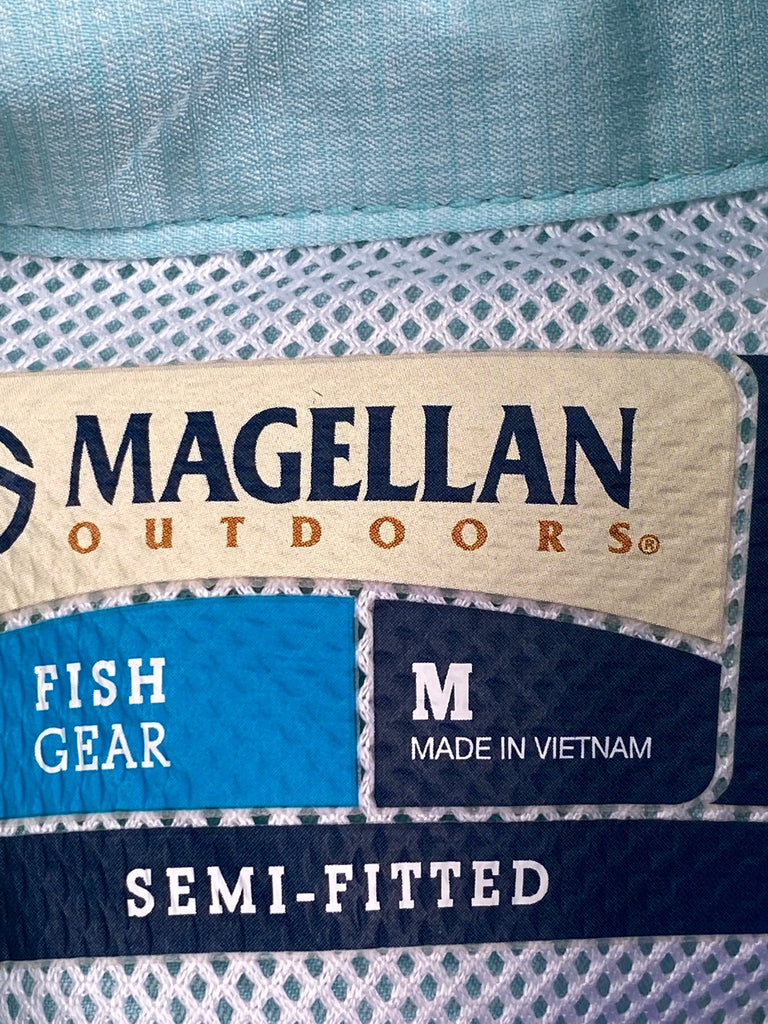 MAGELLAN
OUTDOORS®
FISH
GEAR
M
MADE IN VIETNAM
SEMI-FITTED